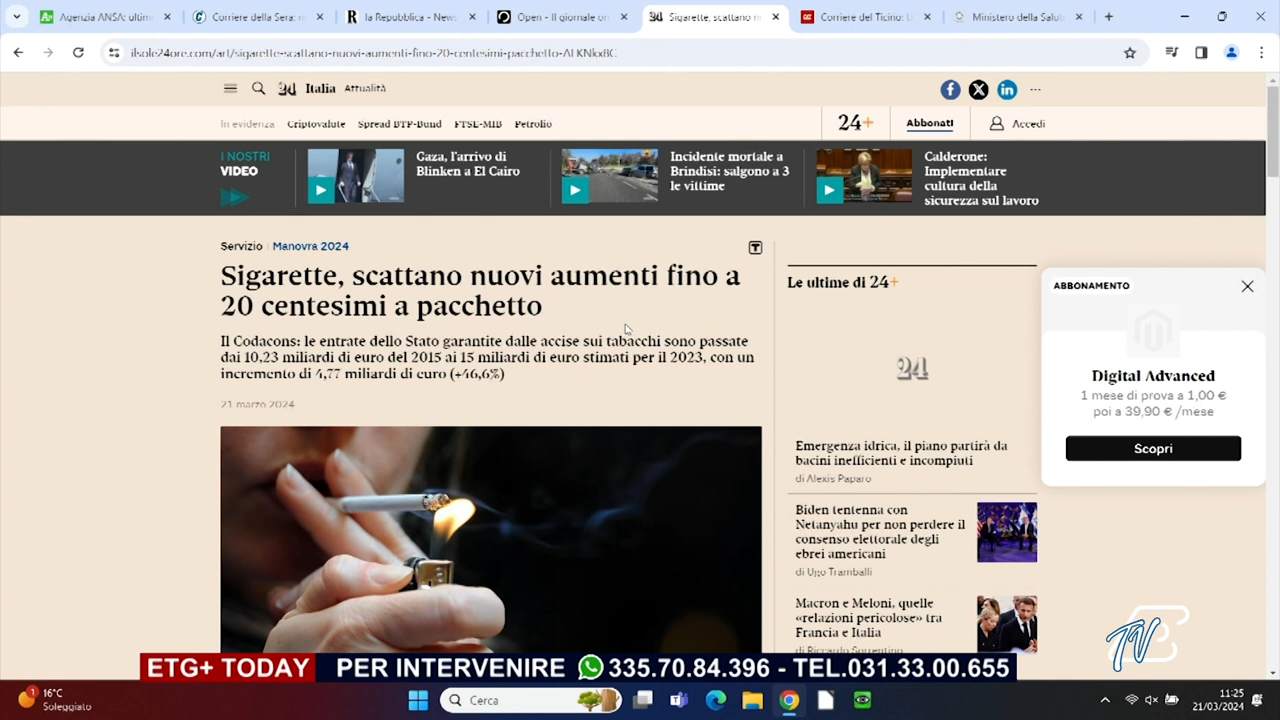 Agenzia ANSA: ultime
Corriere della Sera:
la Repubblica - News
Open - Il giornale on
Sigarette, scattano n
Corriere del Ticino: U
Ministero della Salut
ilsole24ore.com/art/sigarette-scattano-nuovi-aumenti-fino-20-centesimi-pacchetto-
24 Italia Attualità
In evidenza Criptovalute Spread BTP-Bund FTSE-MIB Petrolio
24+ Abbonati Accedi
I NOSTRI
VIDEO
Gaza, l'arrivo di
Blinken a El Cairo
Incidente mortale a
Brindisi: salgono a 3
le vittime
Calderone:
Implementare
cultura della
sicurezza sul lavoro
Servizio Manovra 2024
Sigarette, scattano nuovi aumenti fino a
20 centesimi a pacchetto
Il Codacons: le entrate dello Stato garantite dalle accise sui tabacchi sono passate
dai 10,23 miliardi di euro del 2015 ai 15 miliardi di euro stimati per il 2023, con un
incremento di 4,77 miliardi di euro (+46,6%)
21 marzo 2024
Le ultime di 24+
24
Emergenza idrica, il piano partirà da
bacini inefficienti e incompiuti
di Alexis Paparo
Biden tentenna con
Netanyahu per non perdere il
consenso elettorale degli
ebrei americani
di Ugo Tramballi
Macron e Meloni, quelle
«relazioni pericolose» tra
Francia e Italia
di Riccardo Sorrentino
ABBONAMENTO
Digital Advanced
1 mese di prova a 1,00 €
poi a 39,90 € /mese
Scopri
ETG+ TODAY PER INTERVENIRE 335.70.84.396 - TEL.031.33.00.655
16°C
Soleggiato
Cerca
11:25
21/03/2024